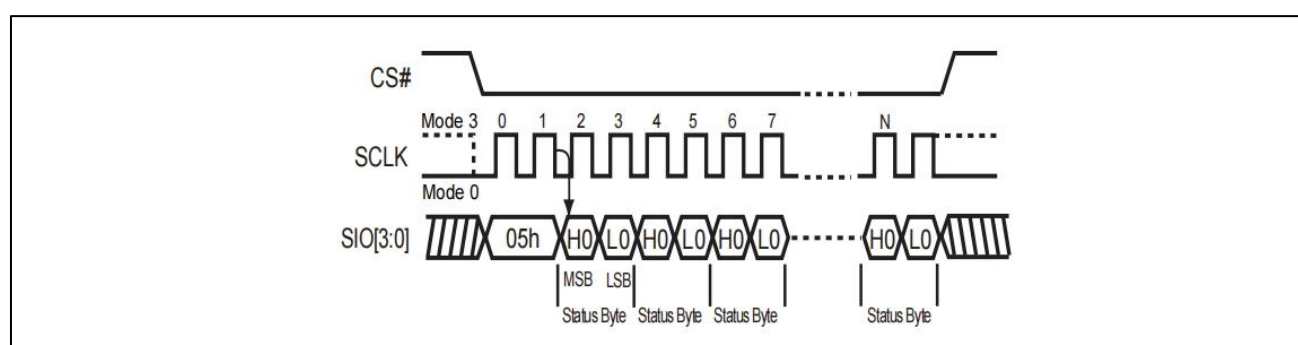 CS#
Mode 3 0 1 2 3 4 5 6 7 N
SCLK
Mode 0
SIO[3:0] 05h H0 L0 H0 L0 H0 L0 H0 L0
MSB LSB
Status Byte Status Byte Status Byte Status Byte